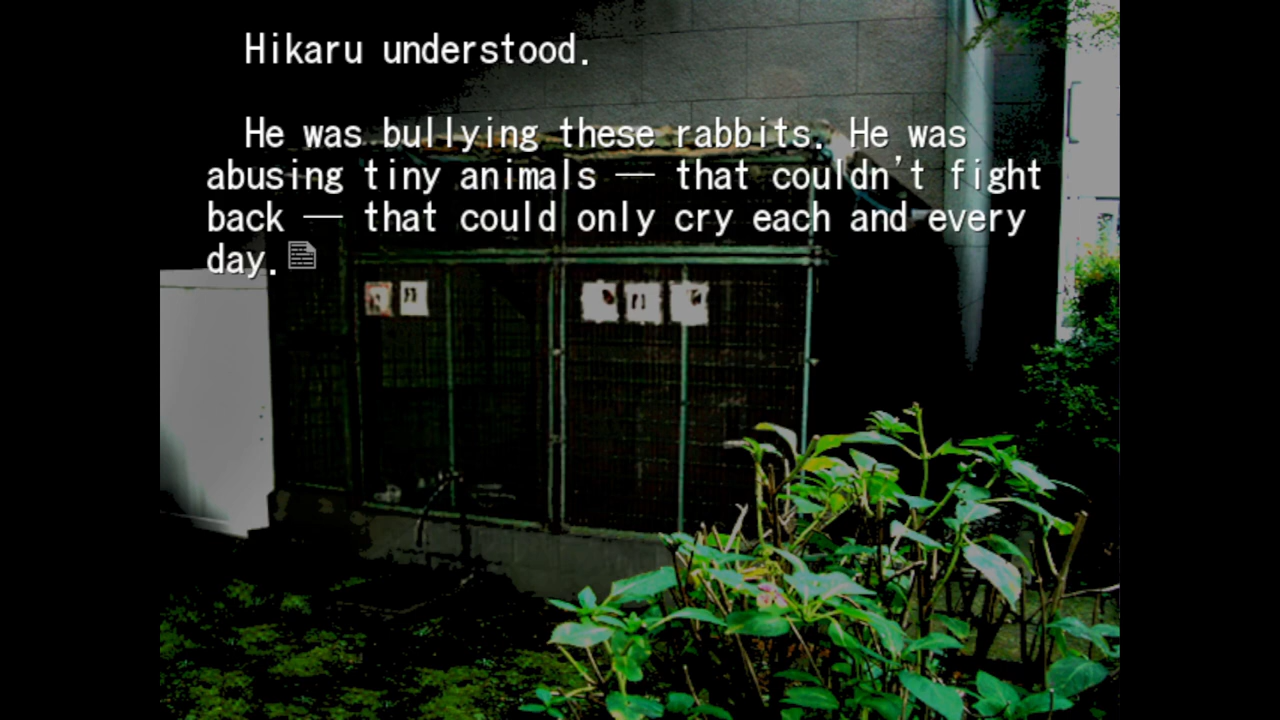 Hikaru understood.
He was bullying these rabbits. He was
abusing tiny animals ── that couldn't fight
back ── that could only cry each and every
day.